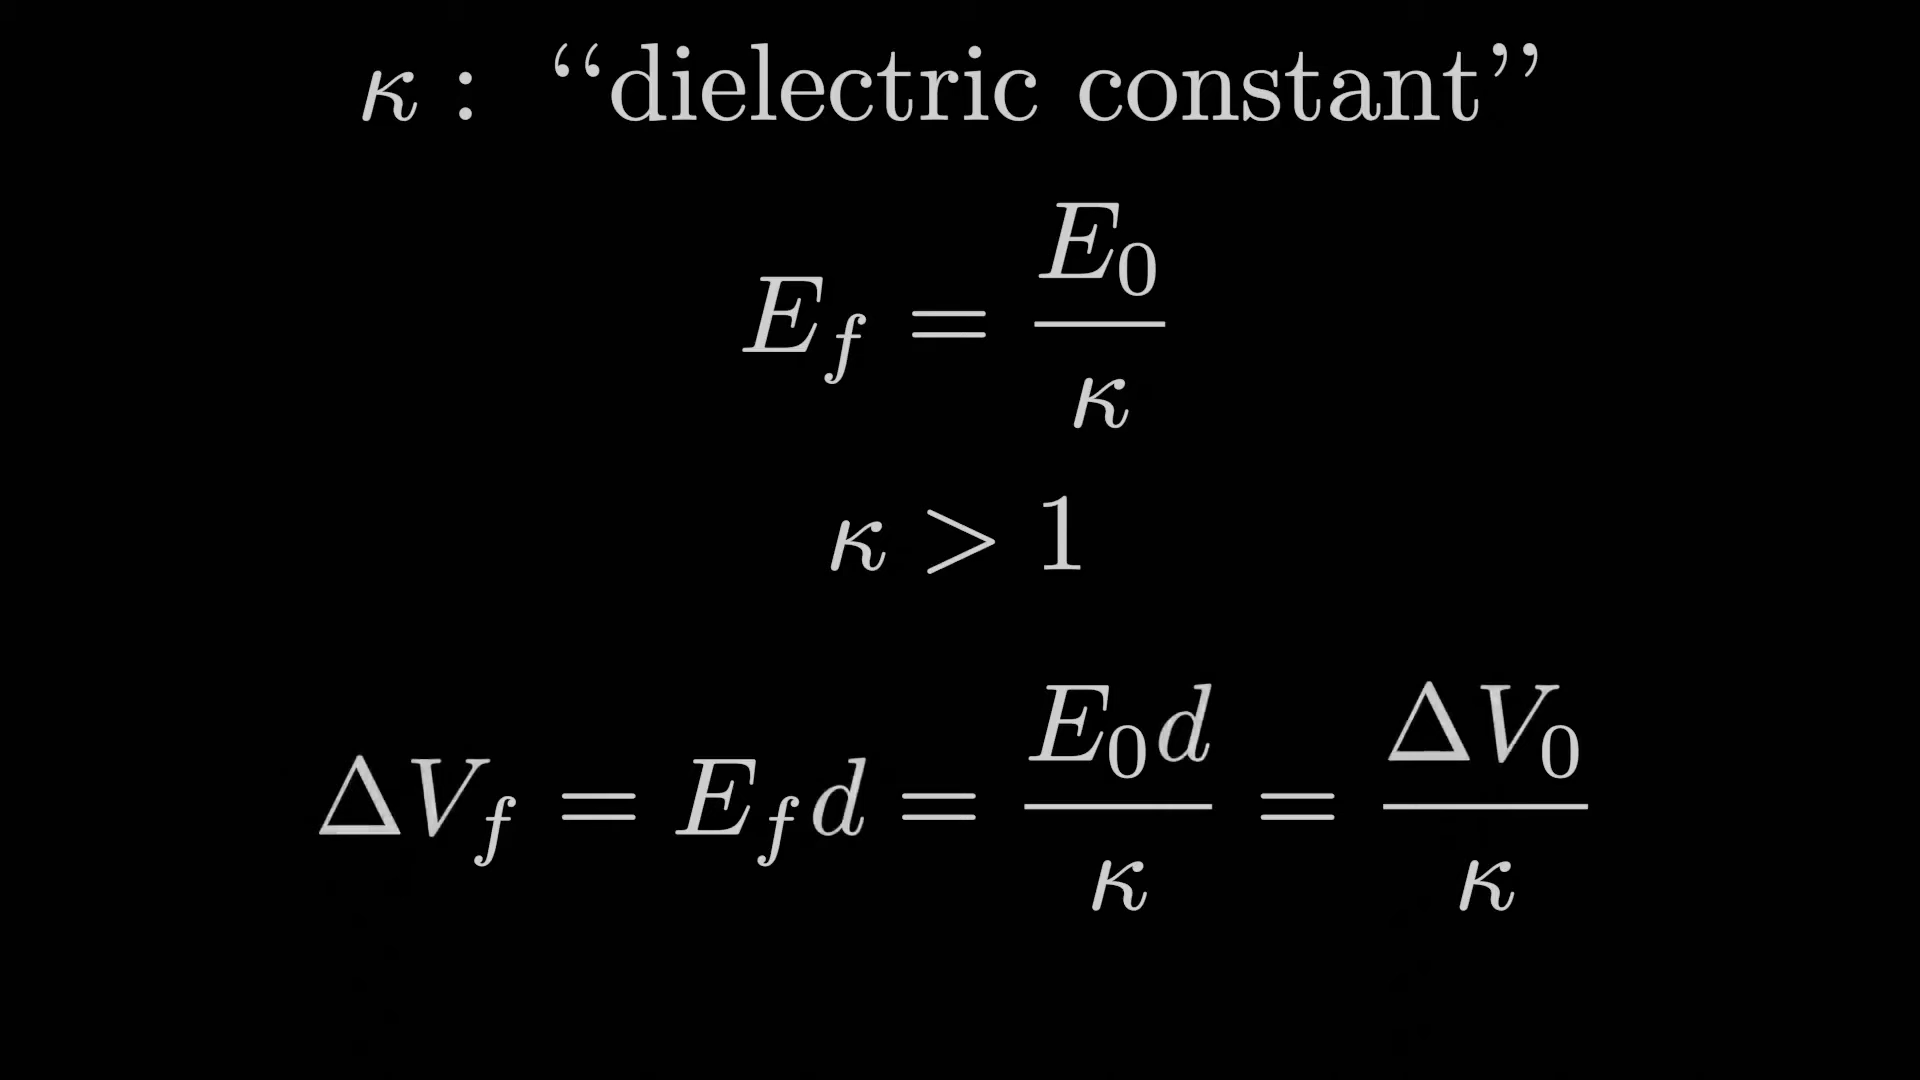 κ : “dielectric constant”
E_f = E_0/κ
κ > 1
ΔV_f = E_f d = E_0 d/κ = ΔV_0/κ